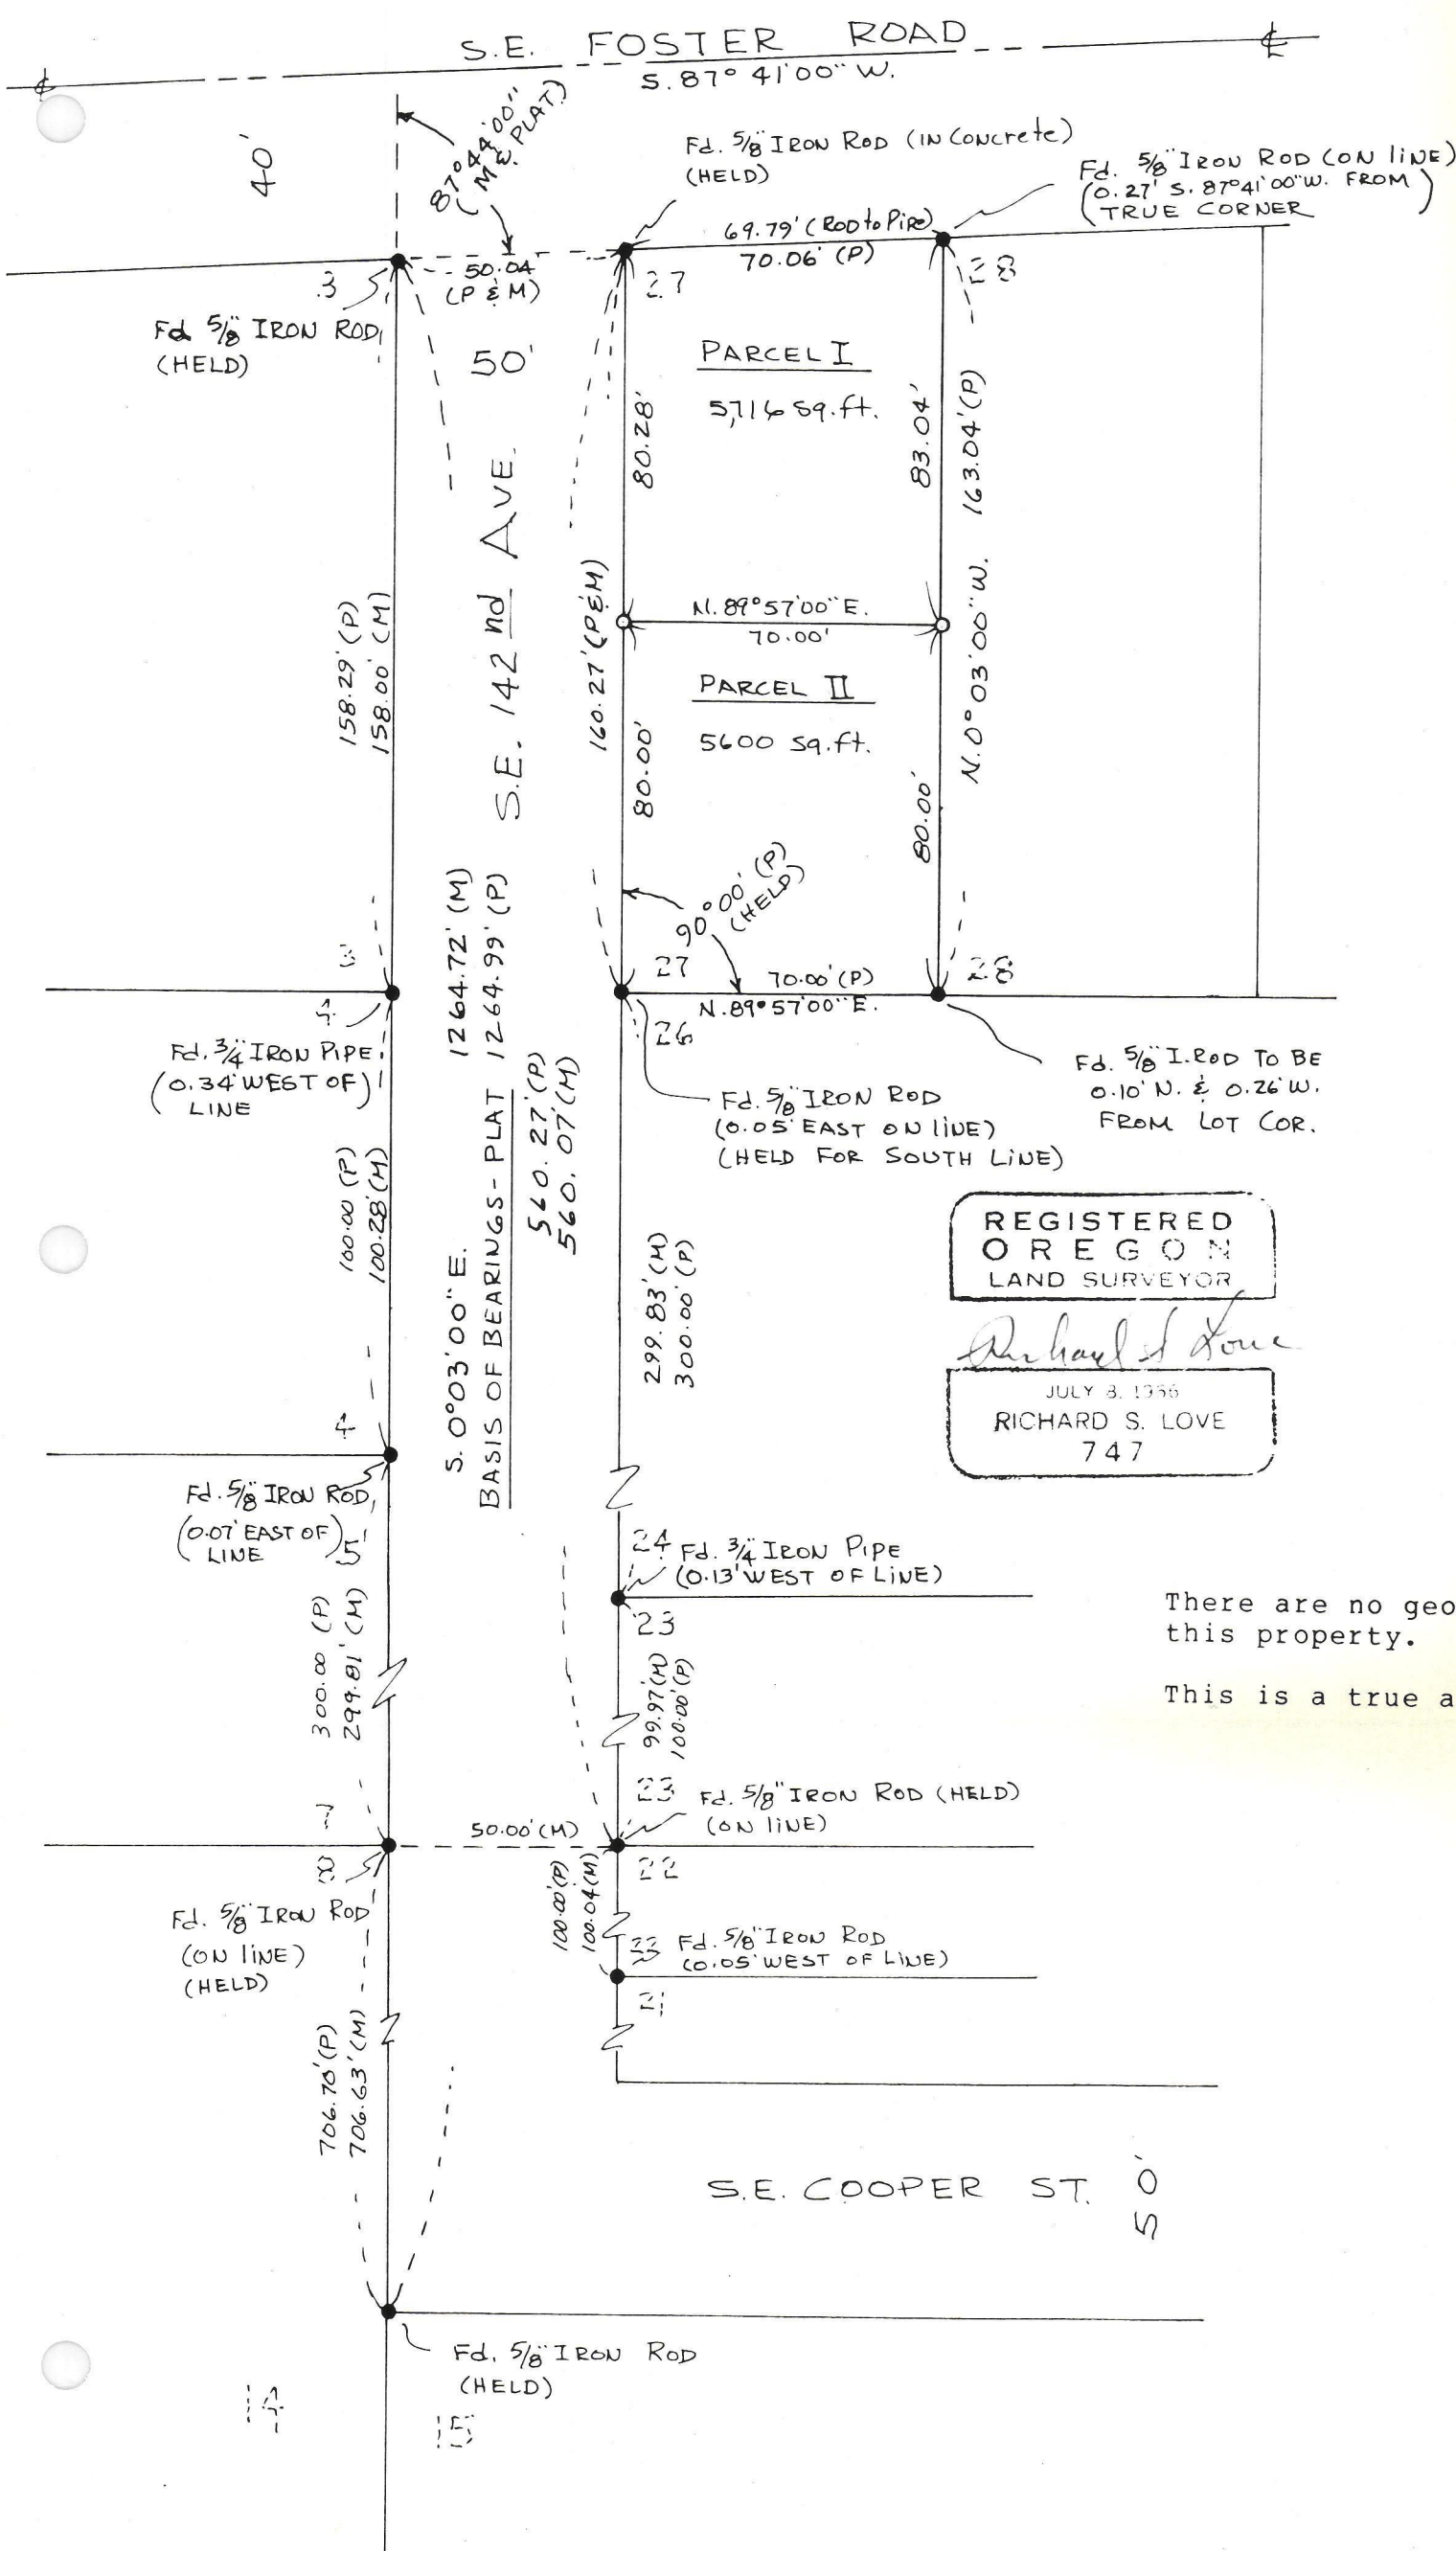 S.E. FOSTER ROAD
S. 87° 41'00" W.
40'
87°44'00"
(M & PLAT)
Fd. 5/8" IRON ROD (IN CONCRETE)
(HELD)
Fd. 5/8" IRON ROD (ON LINE)
(0.27' S. 87°41'00"W. FROM)
TRUE CORNER
69.79' (ROD to PIPE)
70.06' (P)
50.04
(P & M)
3
27
28
Fd 5/8" IRON ROD
(HELD)
50'
PARCEL I
5,716 sq.ft.
80.28'
83.04'
163.04' (P)
N. 0° 03' 00" W.
S.E. 142 nd AVE.
158.29' (P)
158.00' (M)
160.27' (P & M)
N. 89°57'00" E.
70.00'
PARCEL II
5600 sq.ft.
80.00'
80.00'
90°00' (P)
(HELD)
3
4
27
28
26
70.00' (P)
N. 89°57'00" E.
Fd. 3/4" IRON PIPE
(0.34' WEST OF)
LINE
Fd. 5/8" IRON ROD
(0.05' EAST ON LINE)
(HELD FOR SOUTH LINE)
Fd. 5/8" I.ROD TO BE
0.10' N. & 0.26' W.
FROM LOT COR.
S. 0°03'00" E. 1264.72' (M)
BASIS OF BEARINGS - PLAT 1264.99' (P)
560.27' (P)
560.07' (M)
100.00 (P)
100.28' (M)
299.83' (M)
300.00' (P)
REGISTERED
OREGON
LAND SURVEYOR
Richard S Love
JULY 8, 1966
RICHARD S. LOVE
747
4
5
Fd. 5/8" IRON ROD
(0.07' EAST OF)
LINE
24
Fd. 3/4" IRON PIPE
(0.13' WEST OF LINE)
23
There are no geo
this property.
This is a true a
300.00 (P)
299.81' (M)
99.97' (M)
100.00' (P)
7
8
50.00' (M)
23
Fd. 5/8" IRON ROD (HELD)
(ON LINE)
22
Fd. 5/8" IRON ROD
(ON LINE)
(HELD)
100.00' (P)
100.04 (M)
22
Fd. 5/8" IRON ROD
(0.05' WEST OF LINE)
21
706.70' (P)
706.63' (M)
S.E. COOPER ST.
50'
Fd. 5/8" IRON ROD
(HELD)
14
15